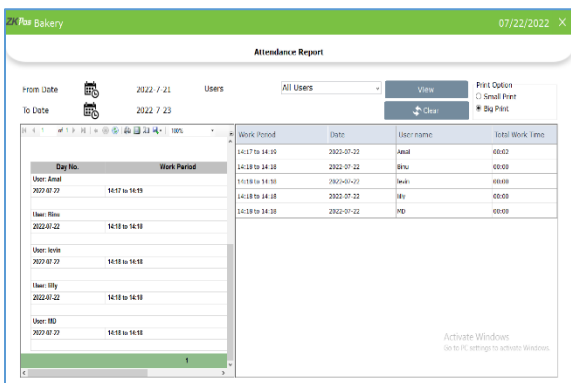 ZKPos Bakery 07/22/2022 X
Attendance Report
From Date 2022-7-21 Users All Users View Print Option
Small Print
To Date 2022 7 23 Clear Big Print
of 1 100%
Work Period Date User name Total Work Time
14:17 to 14:19 2022-07-22 Amal 00:02
14:18 to 14:18 2022-07-22 Binu 00:00
14:18 to 14:18 2022-07-22 levin 00:00
14:18 to 14:18 2022-07-22 lilly 00:00
14:18 to 14:18 2022-07-22 MD 00:00
Day No. Work Period
User: Amal
2022-07-22 14:17 to 14:19
User: Binu
2022-07-22 14:18 to 14:18
User: levin
2022-07-22 14:18 to 14:18
User: lilly
2022-07-22 14:18 to 14:18
User: MD
2022-07-22 14:18 to 14:18
1
Activate Windows
Go to PC settings to activate Windows.